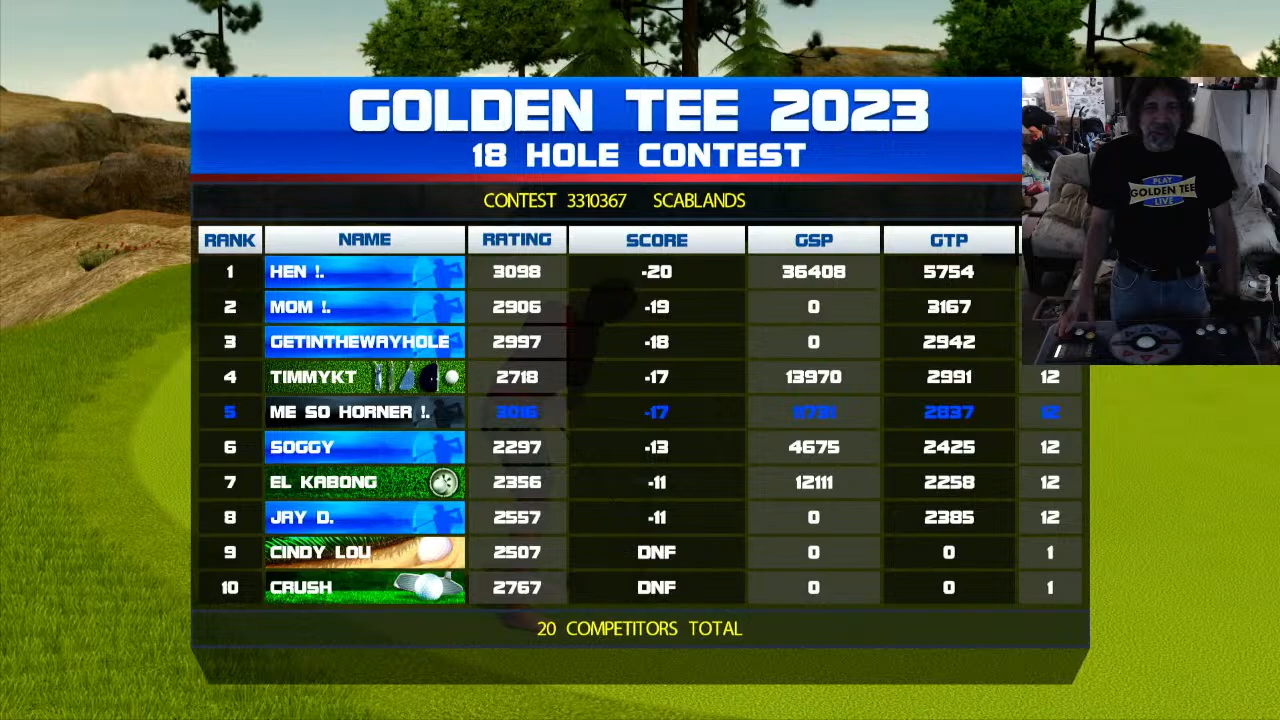 GOLDEN TEE 2023
18 HOLE CONTEST
CONTEST 3310367 SCABLANDS
RANK NAME RATING SCORE GSP GTP
1 HEN !. 3098 -20 36408 5754
2 MOM !. 2906 -19 0 3167
3 GETINTHEWAYHOLE 2997 -18 0 2942
4 TIMMYKT 2718 -17 13970 2991 12
5 ME SO HORNER !. 3016 -17 11731 2837 12
6 SOGGY 2297 -13 4675 2425 12
7 EL KABONG 2356 -11 12111 2258 12
8 JAY D. 2557 -11 0 2385 12
9 CINDY LOU 2507 DNF 0 0 1
10 CRUSH 2767 DNF 0 0 1
20 COMPETITORS TOTAL
PLAY
GOLDEN TEE
LIVE